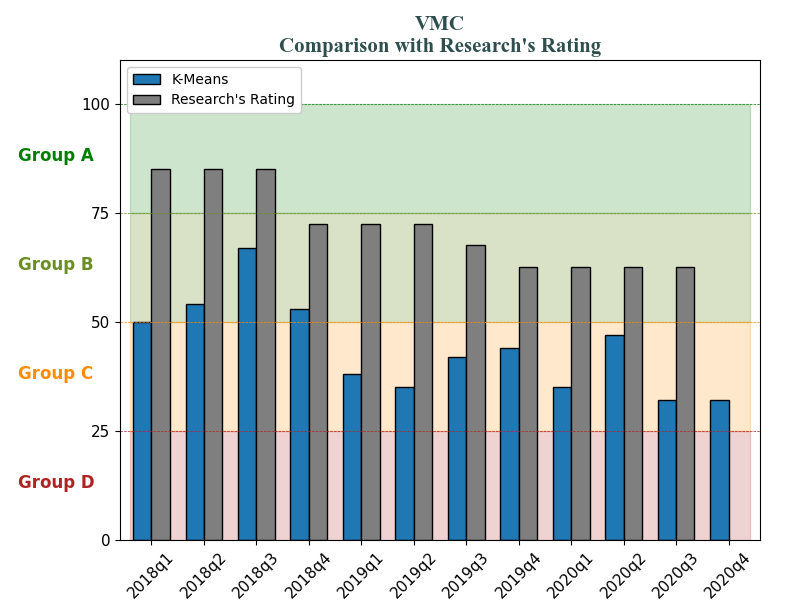 VMC
Comparison with Research's Rating
K-Means
Research's Rating
100
Group A
75
Group B
50
Group C
25
Group D
0
2018q1
2018q2
2018q3
2018q4
2019q1
2019q2
2019q3
2019q4
2020q1
2020q2
2020q3
2020q4